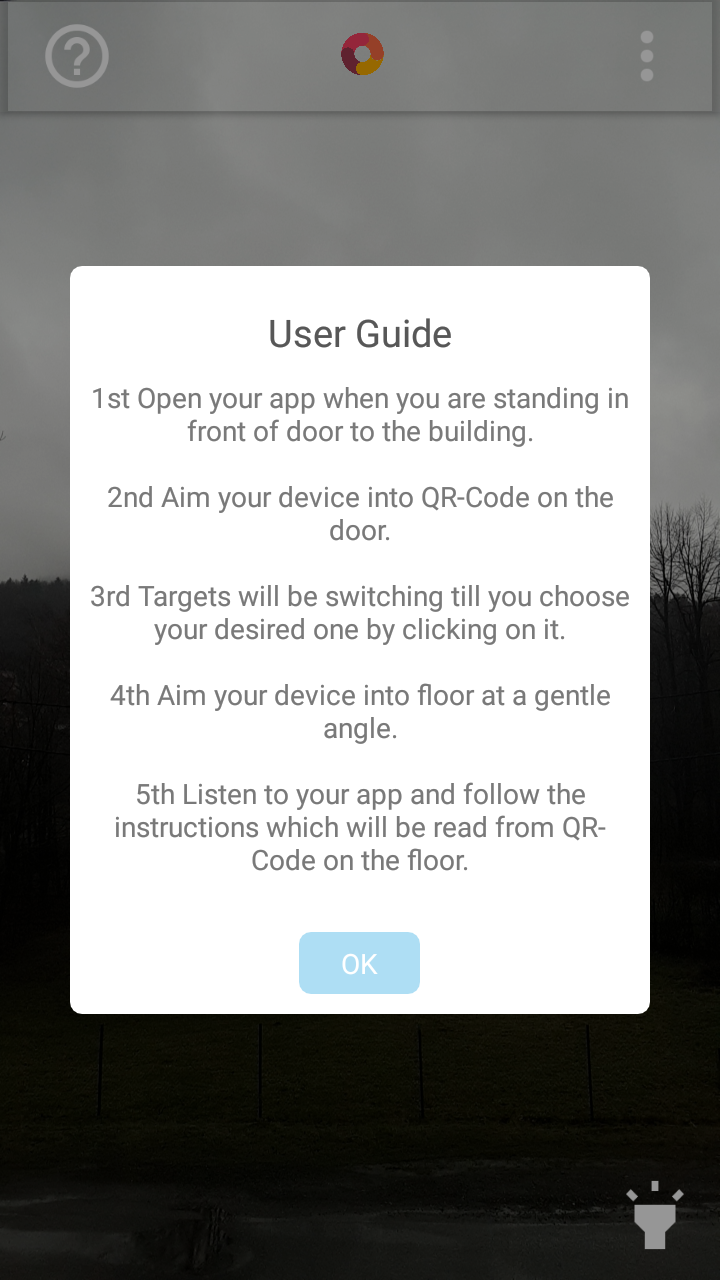 User Guide
1st Open your app when you are standing in
front of door to the building.
2nd Aim your device into QR-Code on the
door.
3rd Targets will be switching till you choose
your desired one by clicking on it.
4th Aim your device into floor at a gentle
angle.
5th Listen to your app and follow the
instructions which will be read from QR-
Code on the floor.
OK